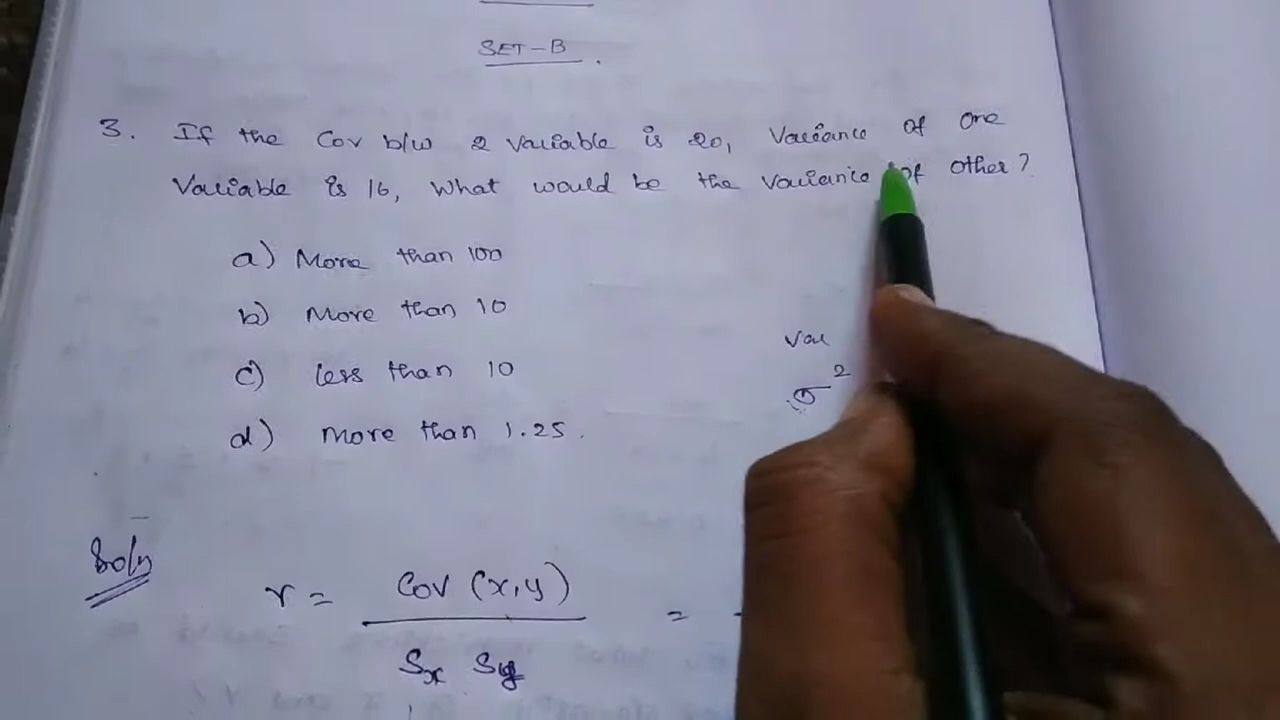 SET-B.
3. If the Cov b/w 2 variable is 20, Variance of one
Variable is 16, What would be the Variance of other?
a) More than 100
b) More than 10
c) less than 10
d) more than 1.25.
Var
σ²
Soln
r = Cov (x,y) =
Sx Sy